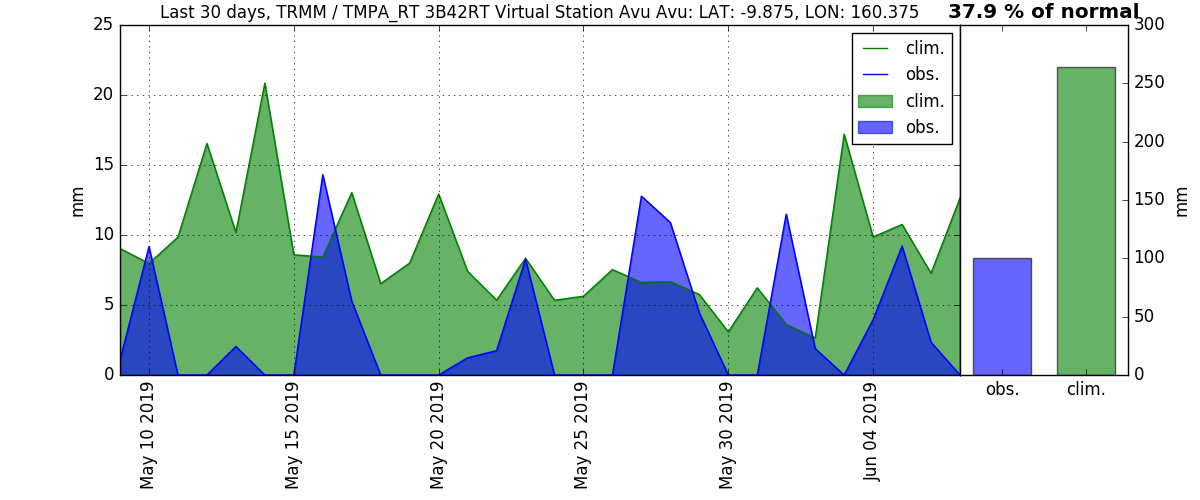 Last 30 days, TRMM / TMPA_RT 3B42RT Virtual Station Avu Avu: LAT: -9.875, LON: 160.375
37.9 % of normal
25
20
15
10
5
0
mm
clim.
obs.
clim.
obs.
May 10 2019
May 15 2019
May 20 2019
May 25 2019
May 30 2019
Jun 04 2019
300
250
200
150
100
50
0
mm
obs.
clim.